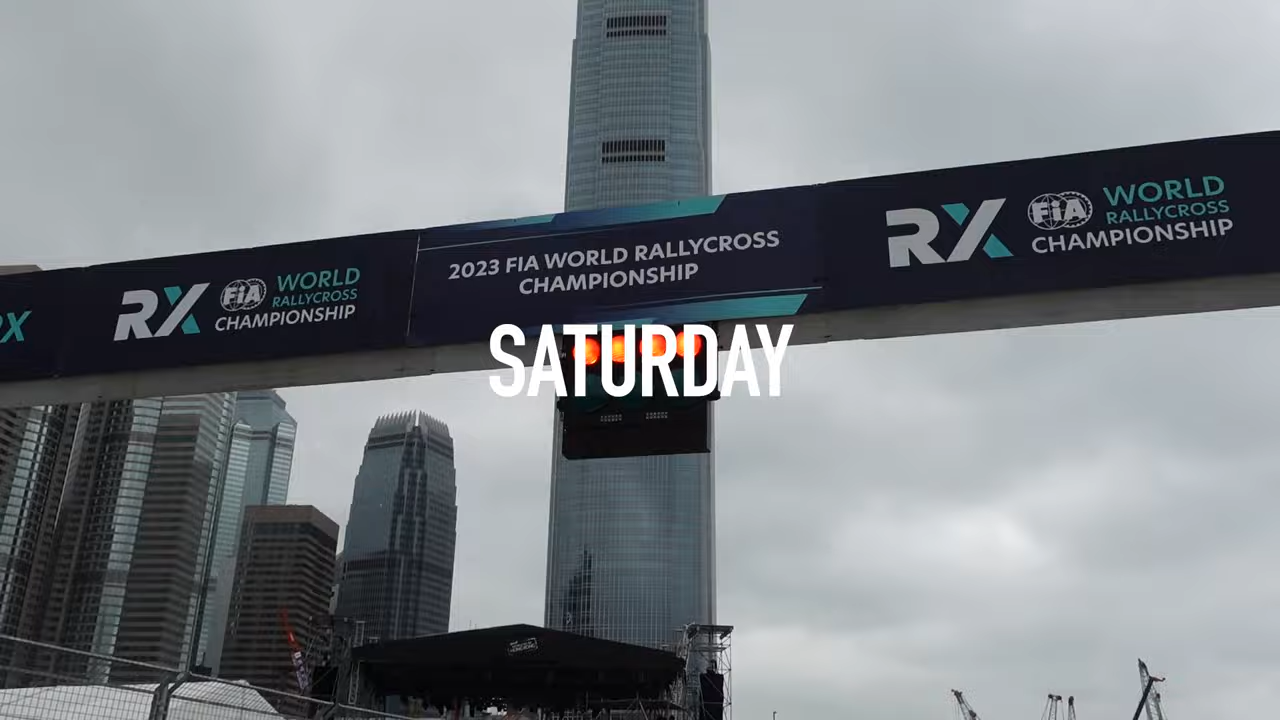 RX
RX
FIA
WORLD
RALLYCROSS
CHAMPIONSHIP
2023 FIA WORLD RALLYCROSS
CHAMPIONSHIP
RX
FIA
WORLD
RALLYCROSS
CHAMPIONSHIP
SATURDAY